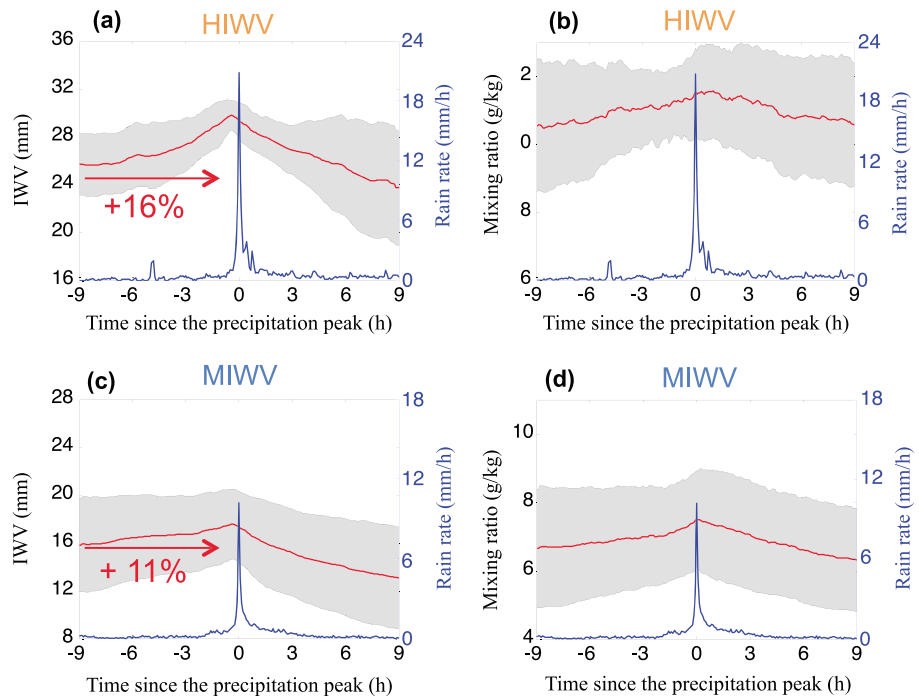 (a) HIWV
36
32
28
24
20
16
IWV (mm)
24
18
12
6
0
Rain rate (mm/h)
+16%
-9 -6 -3 0 3 6 9
Time since the precipitation peak (h)
(b) HIWV
2
0
8
6
Mixing ratio (g/kg)
24
18
12
6
0
Rain rate (mm/h)
-9 -6 -3 0 3 6 9
Time since the precipitation peak (h)
(c) MIWV
28
24
20
16
12
8
IWV (mm)
18
12
6
0
Rain rate (mm/h)
+ 11%
-9 -6 -3 0 3 6 9
Time since the precipitation peak (h)
(d) MIWV
10
8
6
4
Mixing ratio (g/kg)
18
12
6
0
Rain rate (mm/h)
-9 -6 -3 0 3 6 9
Time since the precipitation peak (h)